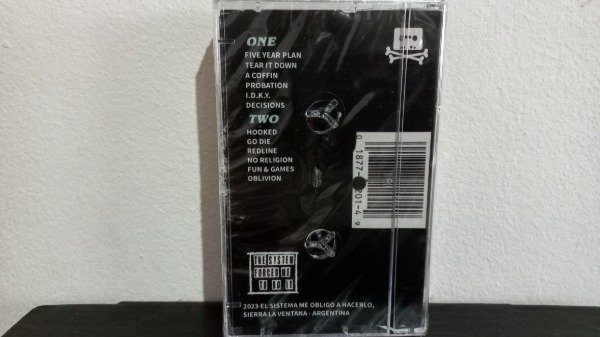 ONE
FIVE YEAR PLAN
TEAR IT DOWN
A COFFIN
PROBATION
I.D.K.Y.
DECISIONS
TWO
HOOKED
GO DIE
REDLINE
NO RELIGION
FUN & GAMES
OBLIVION
THE SYSTEM
FORCED ME
TO DO IT
2023 EL SISTEMA ME OBLIGO A HACERLO,
SIERRA LA VENTANA - ARGENTINA